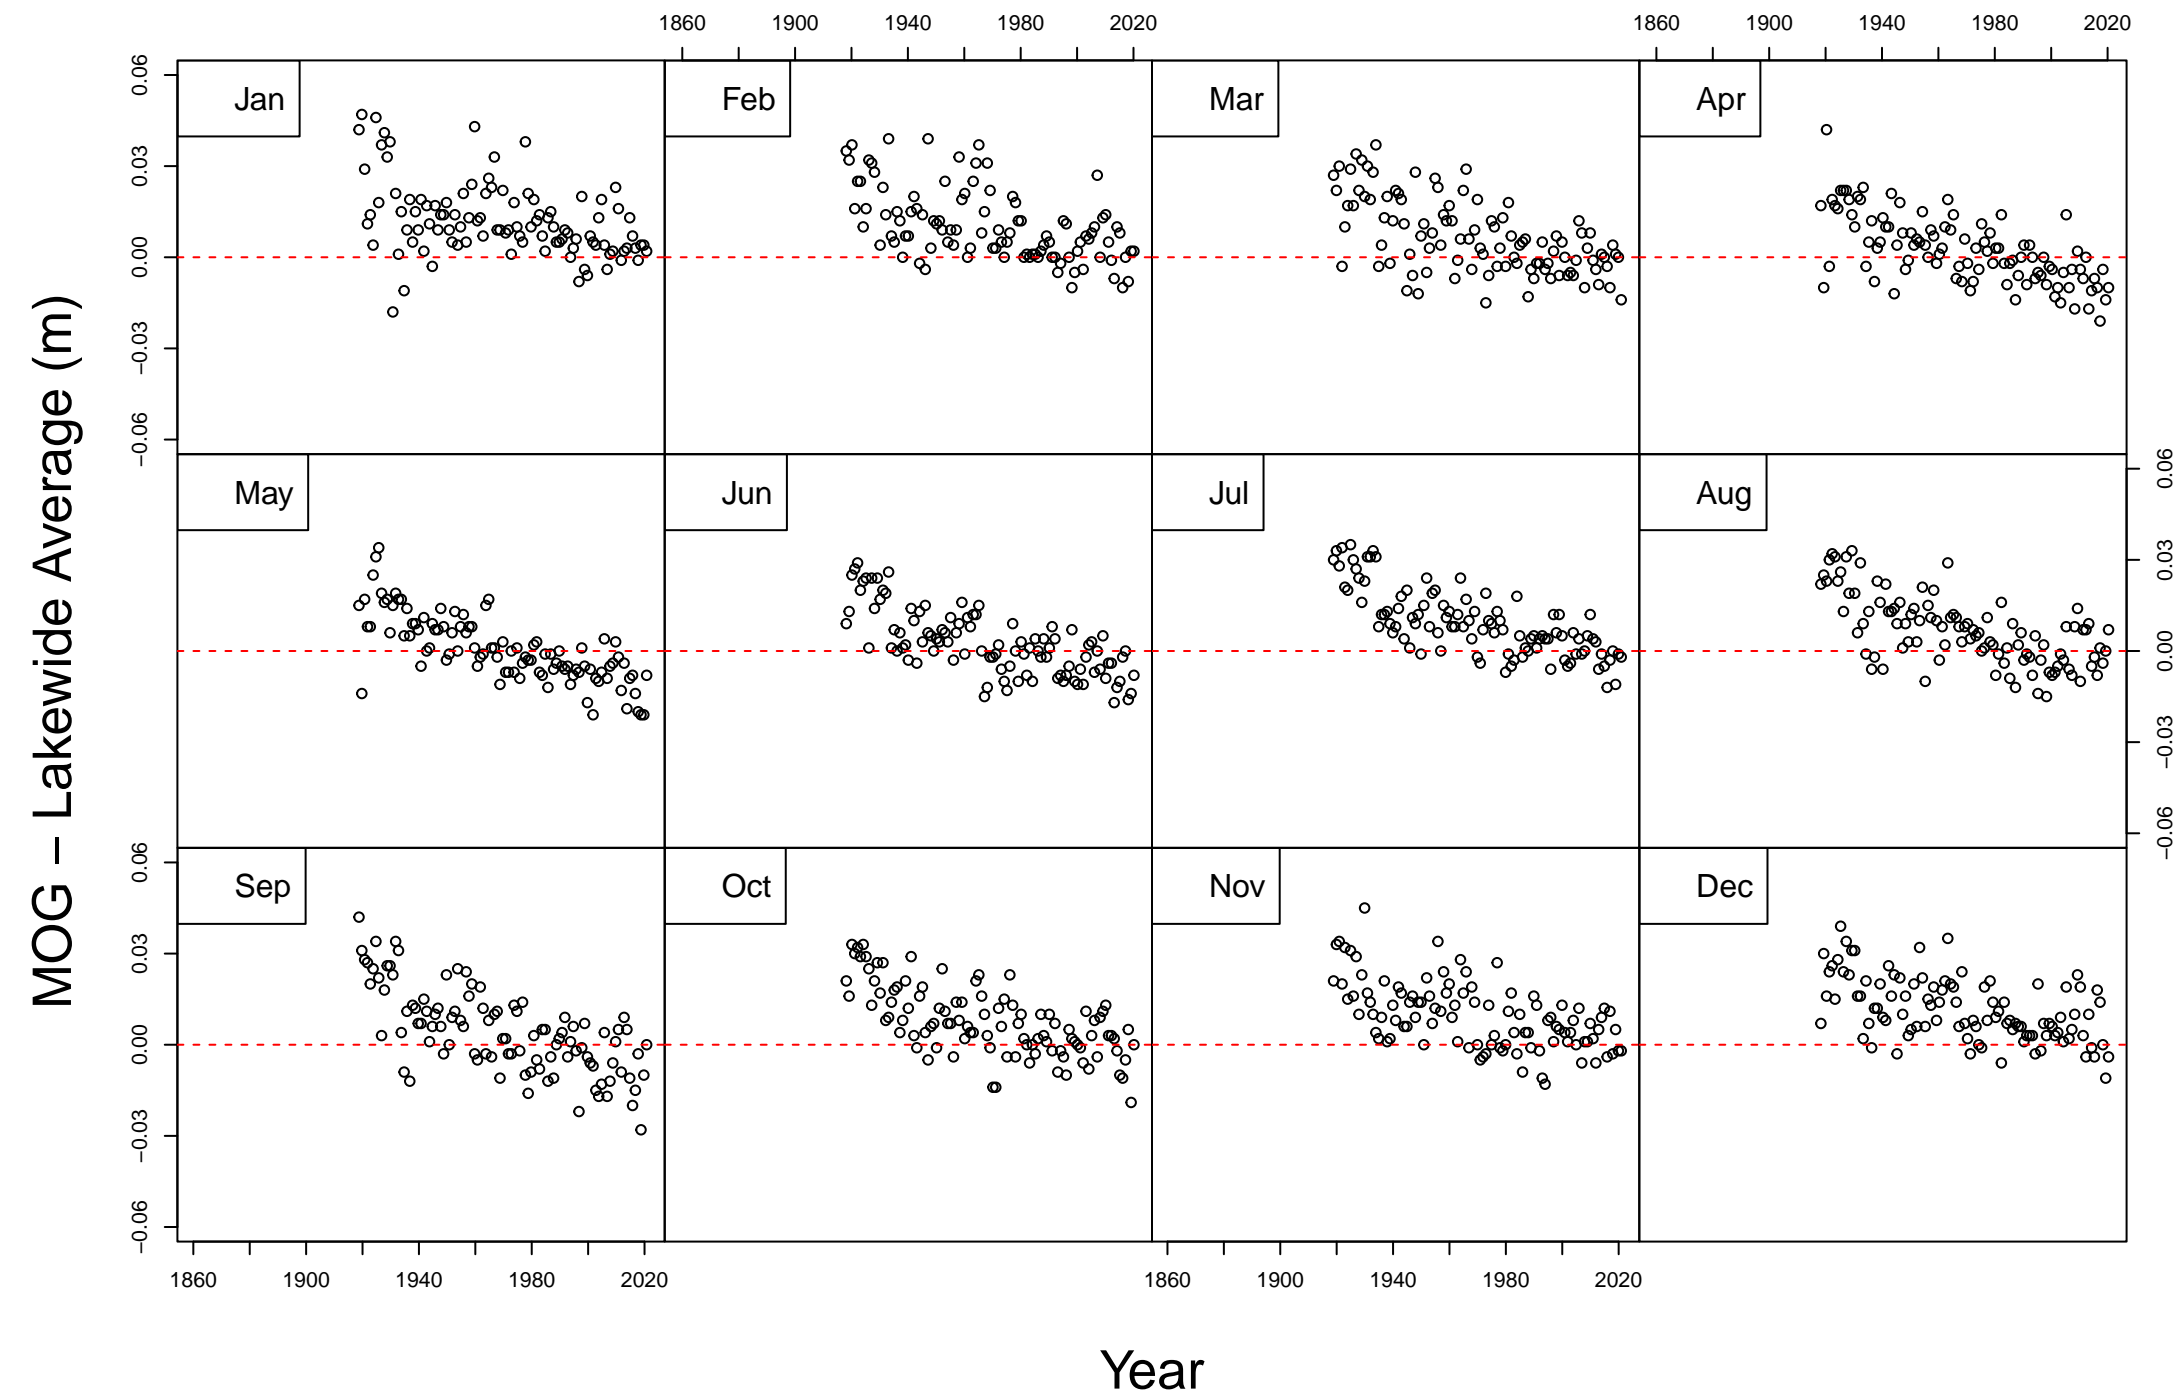 1860 1900 1940 1980 2020 1860 1900 1940 1980 2020
0.06 0.03 0.00 −0.03 −0.06
Jan Feb Mar Apr
May Jun Jul Aug
0.06 0.03 0.00 −0.03 −0.06
Sep Oct Nov Dec
0.06 0.03 0.00 −0.03 −0.06
1860 1900 1940 1980 2020 1860 1900 1940 1980 2020
MOG − Lakewide Average (m)
Year